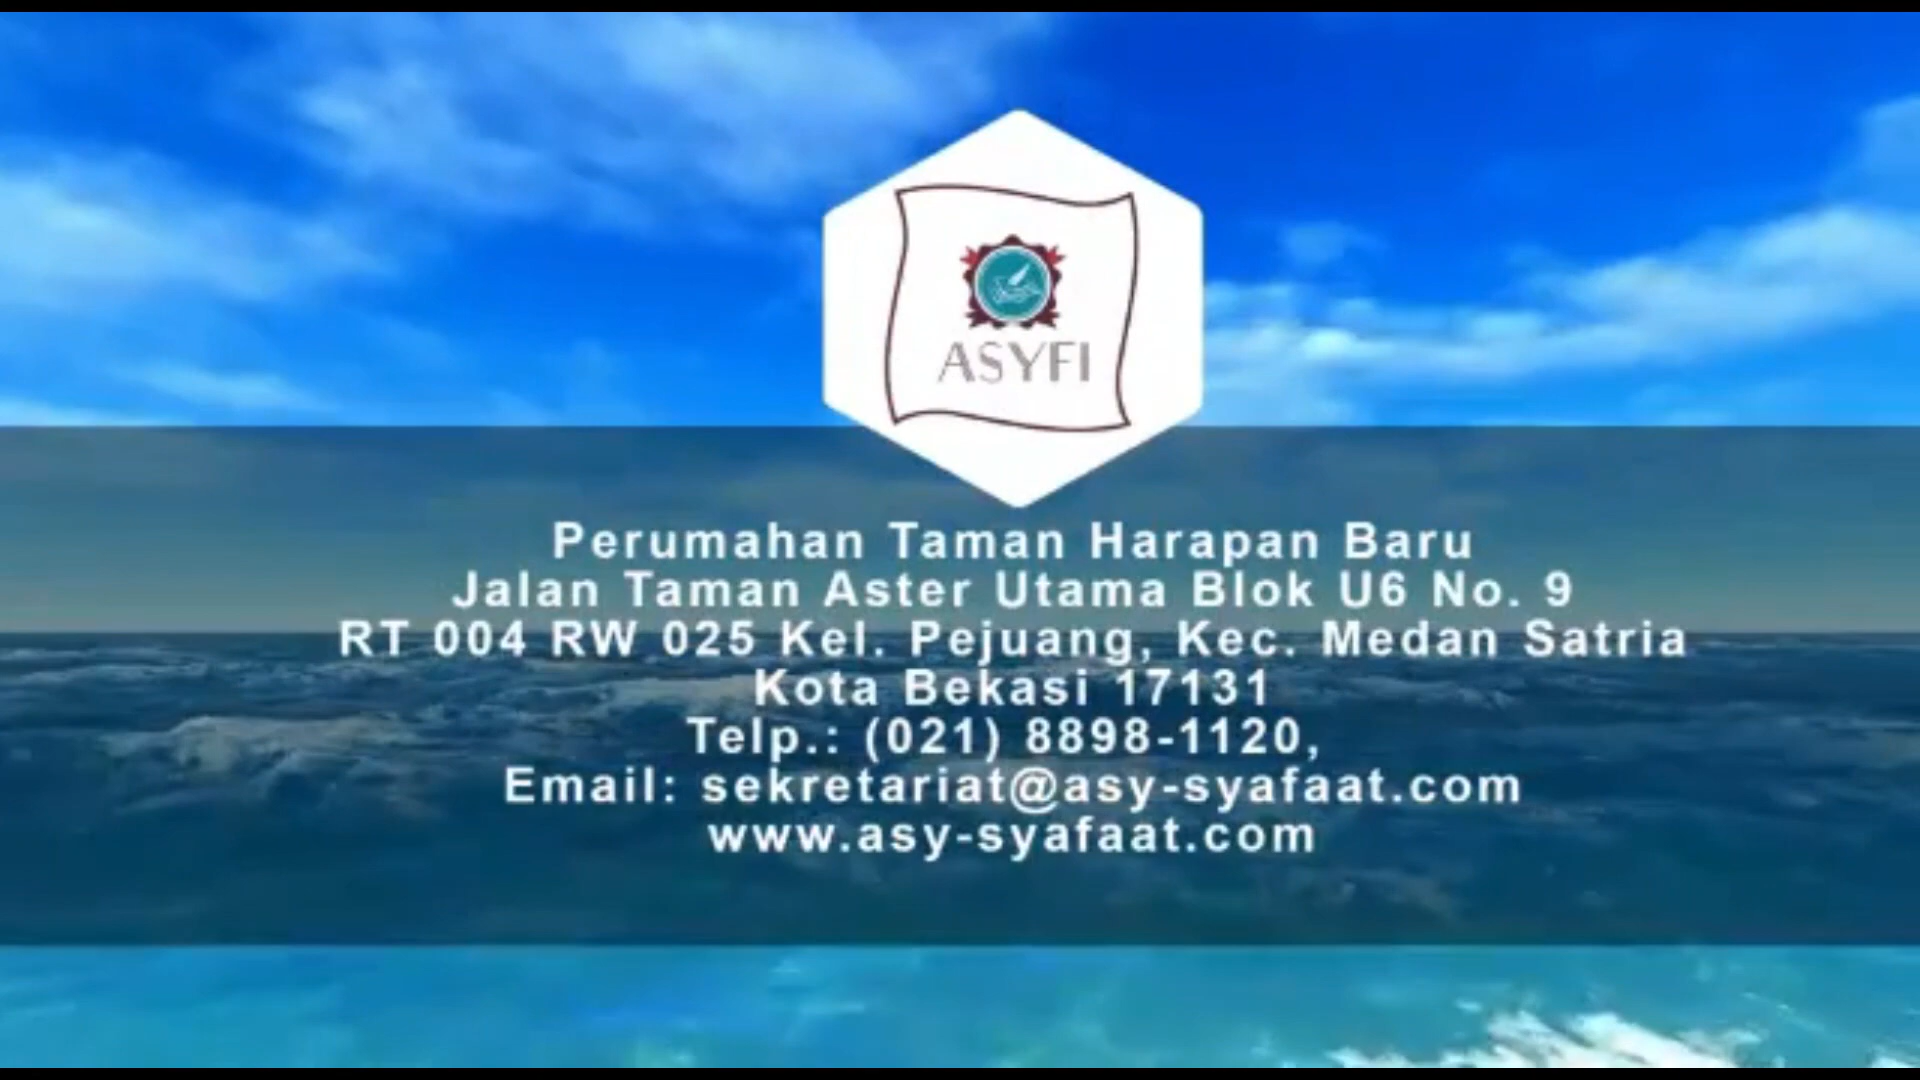 ASYFI
Perumahan Taman Harapan Baru
Jalan Taman Aster Utama Blok U6 No. 9
RT 004 RW 025 Kel. Pejuang, Kec. Medan Satria
Kota Bekasi 17131
Telp.: (021) 8898-1120,
Email: sekretariat@asy-syafaat.com
www.asy-syafaat.com